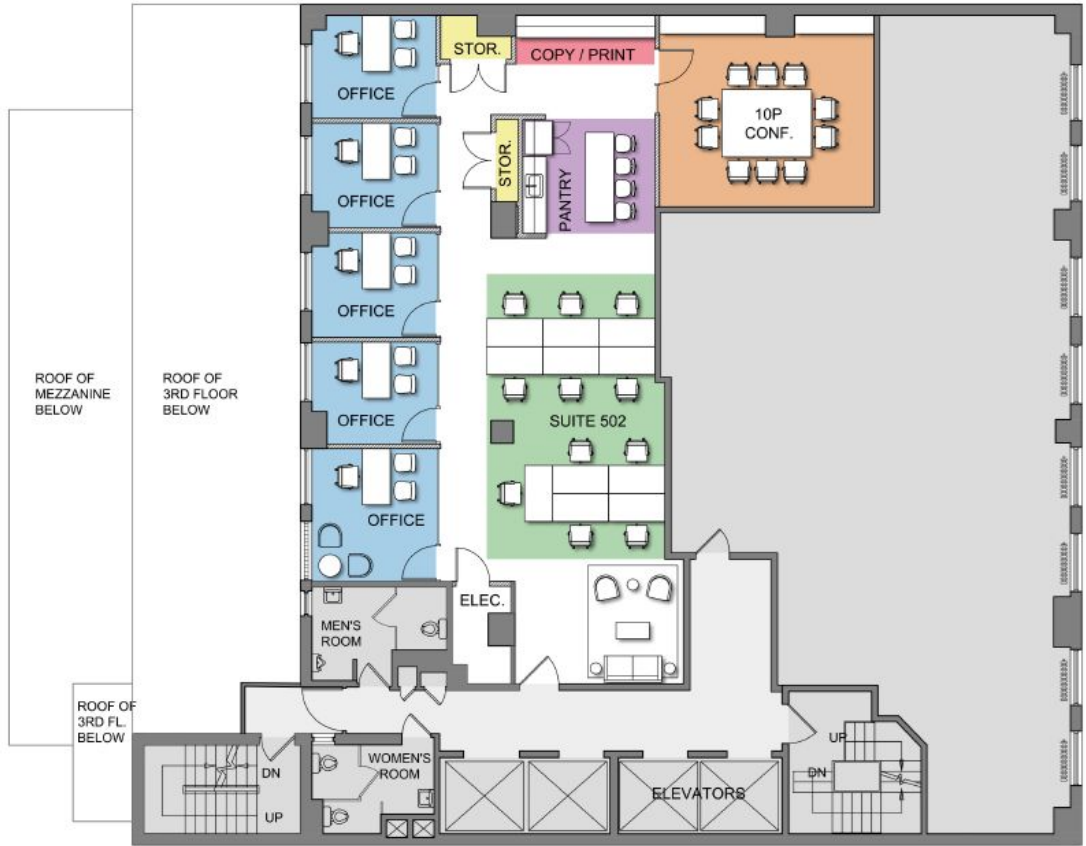 STOR.
COPY / PRINT
OFFICE
10P
CONF.
STOR.
PANTRY
OFFICE
OFFICE
ROOF OF
MEZZANINE
BELOW
ROOF OF
3RD FLOOR
BELOW
OFFICE
SUITE 502
OFFICE
ELEC.
MEN'S
ROOM
ROOF OF
3RD FL.
BELOW
UP
WOMEN'S
ROOM
DN
DN
ELEVATORS
UP